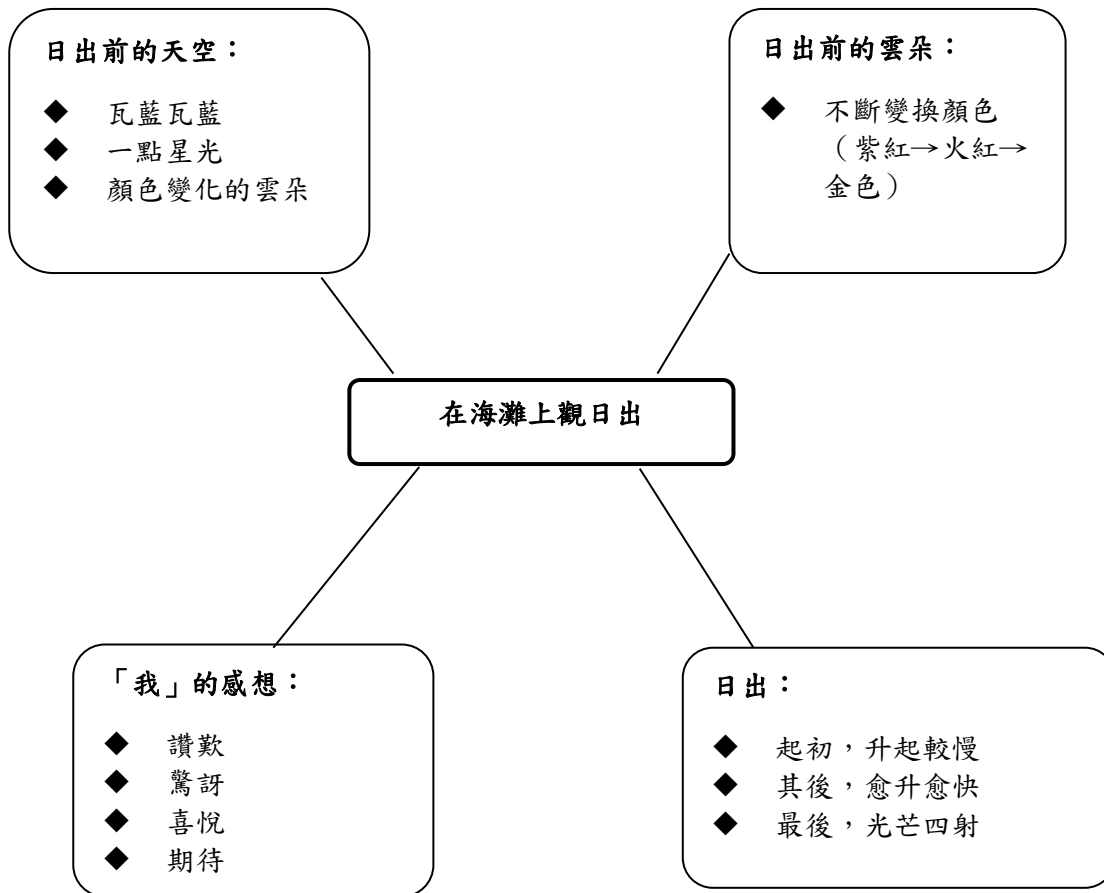 日出前的天空：
◆ 瓦藍瓦藍
◆ 一點星光
◆ 顏色變化的雲朵
日出前的雲朵：
◆ 不斷變換顏色
（紫紅→火紅→
金色）
在海灘上觀日出
「我」的感想：
◆ 讚歎
◆ 驚訝
◆ 喜悅
◆ 期待
日出：
◆ 起初，升起較慢
◆ 其後，愈升愈快
◆ 最後，光芒四射